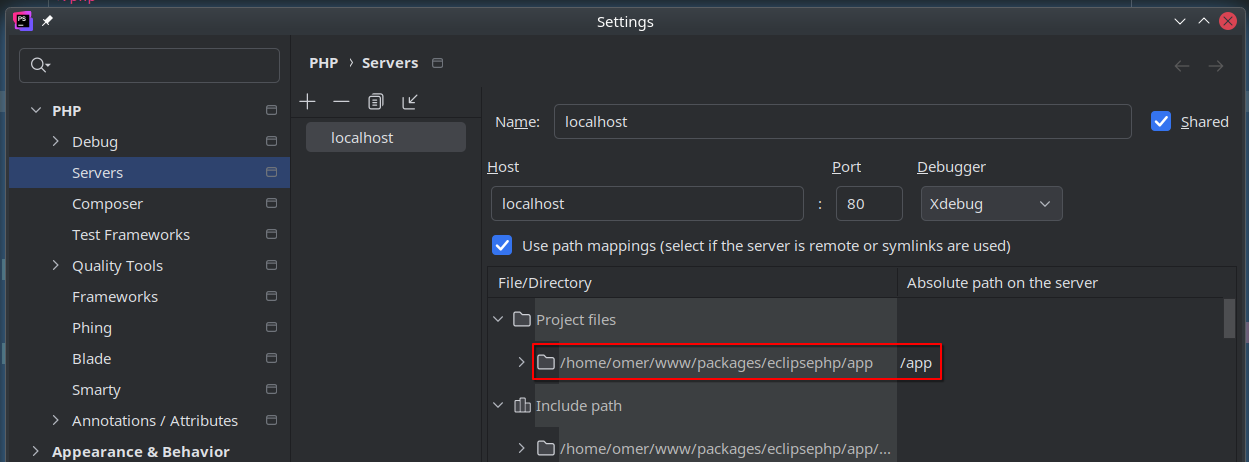 PS
Settings
PHP › Servers
PHP
Debug
Servers
Composer
Test Frameworks
Quality Tools
Frameworks
Phing
Blade
Smarty
Annotations / Attributes
Appearance & Behavior
localhost
Name: localhost Shared
Host Port Debugger
localhost : 80 Xdebug
Use path mappings (select if the server is remote or symlinks are used)
File/Directory Absolute path on the server
Project files
/home/omer/www/packages/eclipsephp/app /app
Include path
/home/omer/www/packages/eclipsephp/app/...